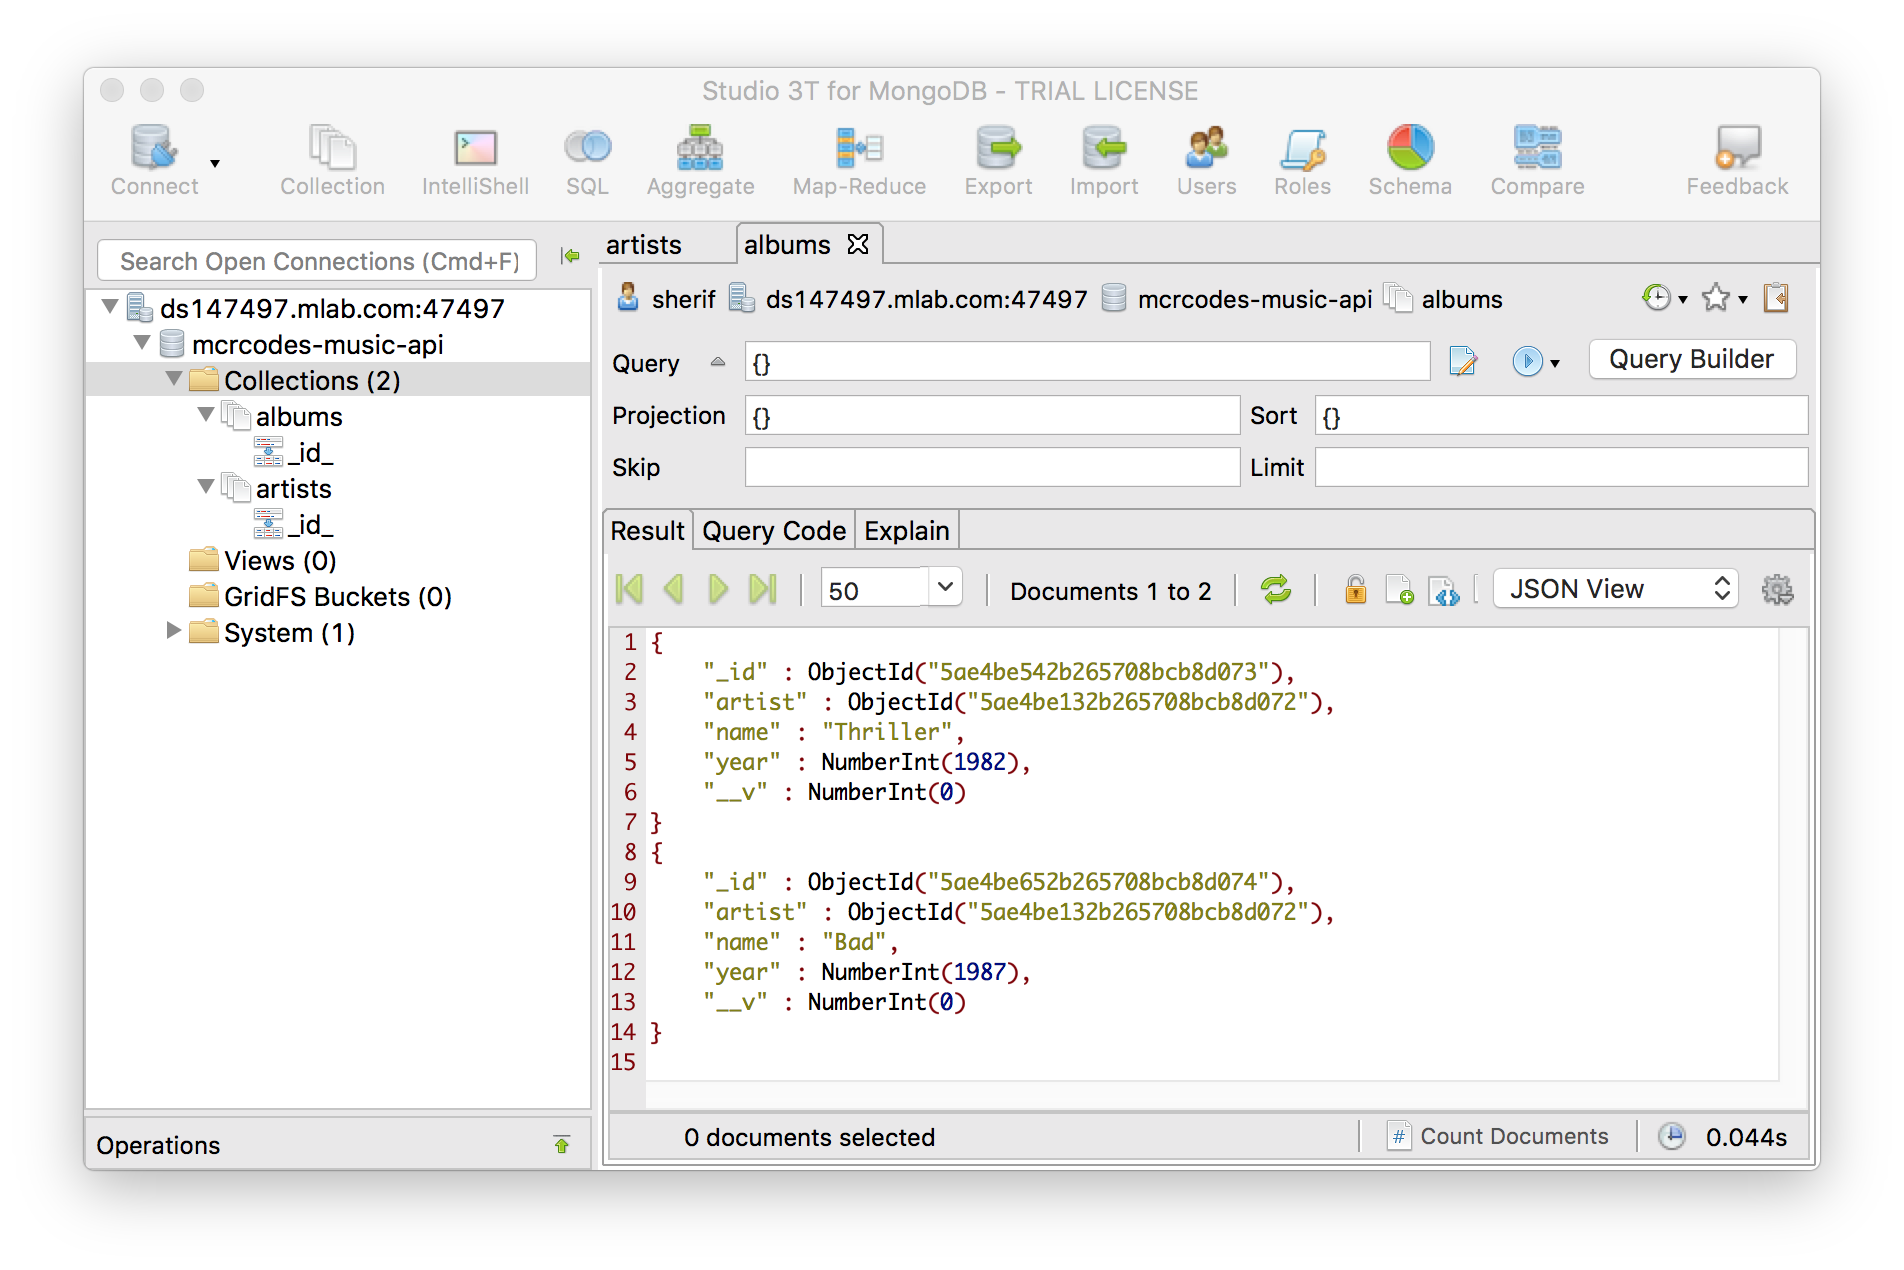 Studio 3T for MongoDB - TRIAL LICENSE
Connect Collection IntelliShell SQL Aggregate Map-Reduce Export Import Users Roles Schema Compare Feedback
Search Open Connections (Cmd+F)
ds147497.mlab.com:47497
mcrcodes-music-api
Collections (2)
albums
_id_
artists
_id_
Views (0)
GridFS Buckets (0)
System (1)
Operations
artists albums
sherif ds147497.mlab.com:47497 mcrcodes-music-api albums
Query {} Query Builder
Projection {} Sort {}
Skip Limit
Result Query Code Explain
50 Documents 1 to 2 JSON View
1 {
2 "_id" : ObjectId("5ae4be542b265708bcb8d073"),
3 "artist" : ObjectId("5ae4be132b265708bcb8d072"),
4 "name" : "Thriller",
5 "year" : NumberInt(1982),
6 "__v" : NumberInt(0)
7 }
8 {
9 "_id" : ObjectId("5ae4be652b265708bcb8d074"),
10 "artist" : ObjectId("5ae4be132b265708bcb8d072"),
11 "name" : "Bad",
12 "year" : NumberInt(1987),
13 "__v" : NumberInt(0)
14 }
15
0 documents selected # Count Documents 0.044s